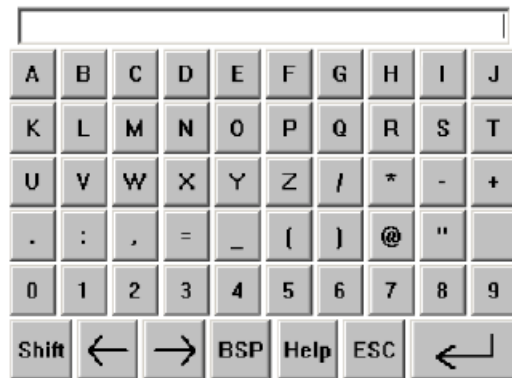 A B C D E F G H I J
K L M N O P Q R S T
U V W X Y Z / * - +
. : , = _ ( ) @ "
0 1 2 3 4 5 6 7 8 9
Shift ← → BSP Help ESC ↵